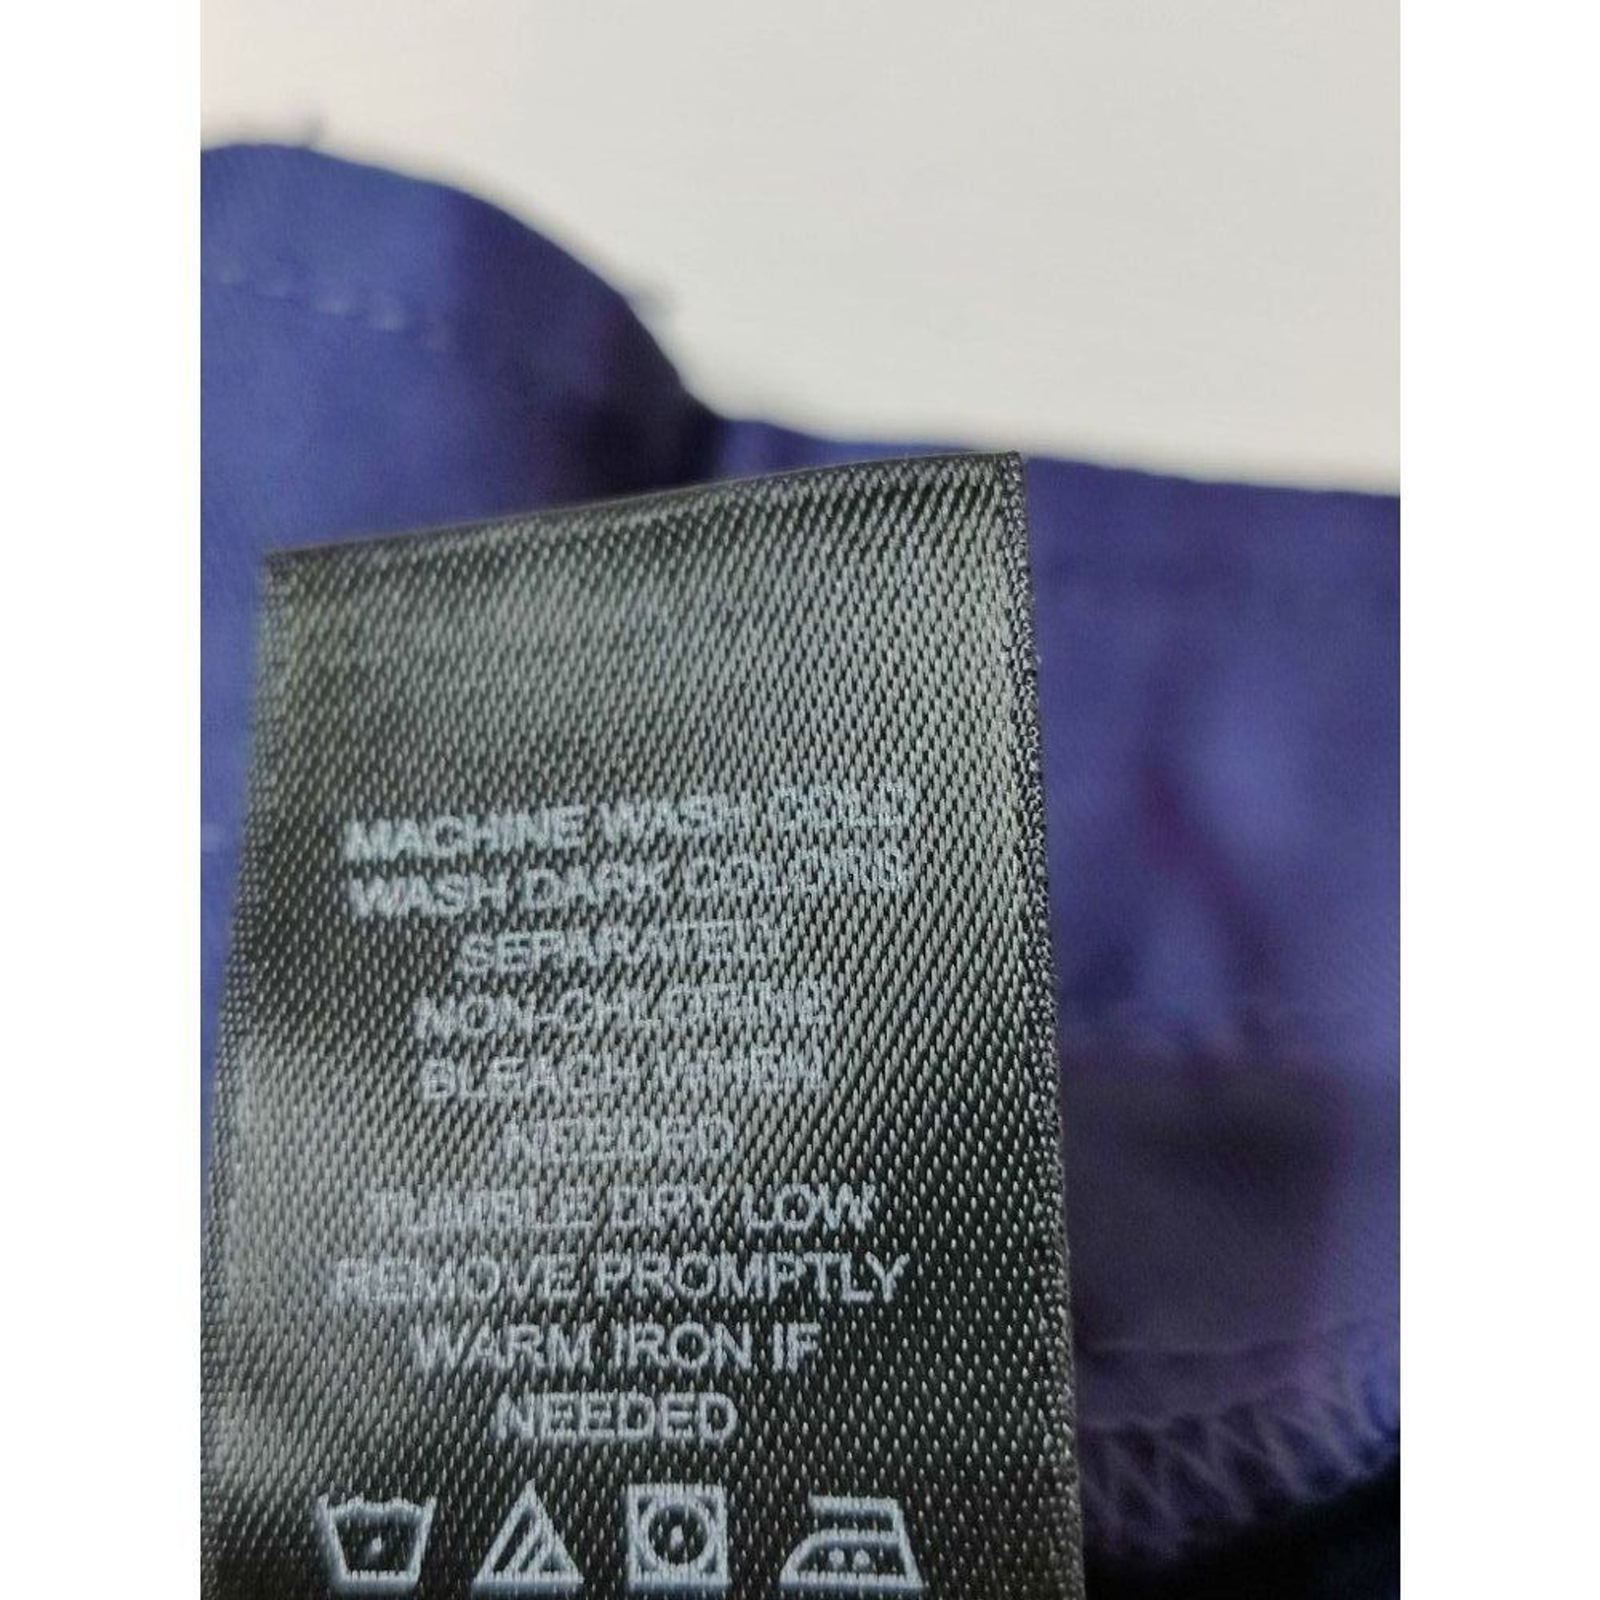 MACHINE WASH COLD
WASH DARK COLORS
SEPARATELY
NON-CHLORINE
BLEACH WHEN
NEEDED
TUMBLE DRY LOW
REMOVE PROMPTLY
WARM IRON IF
NEEDED